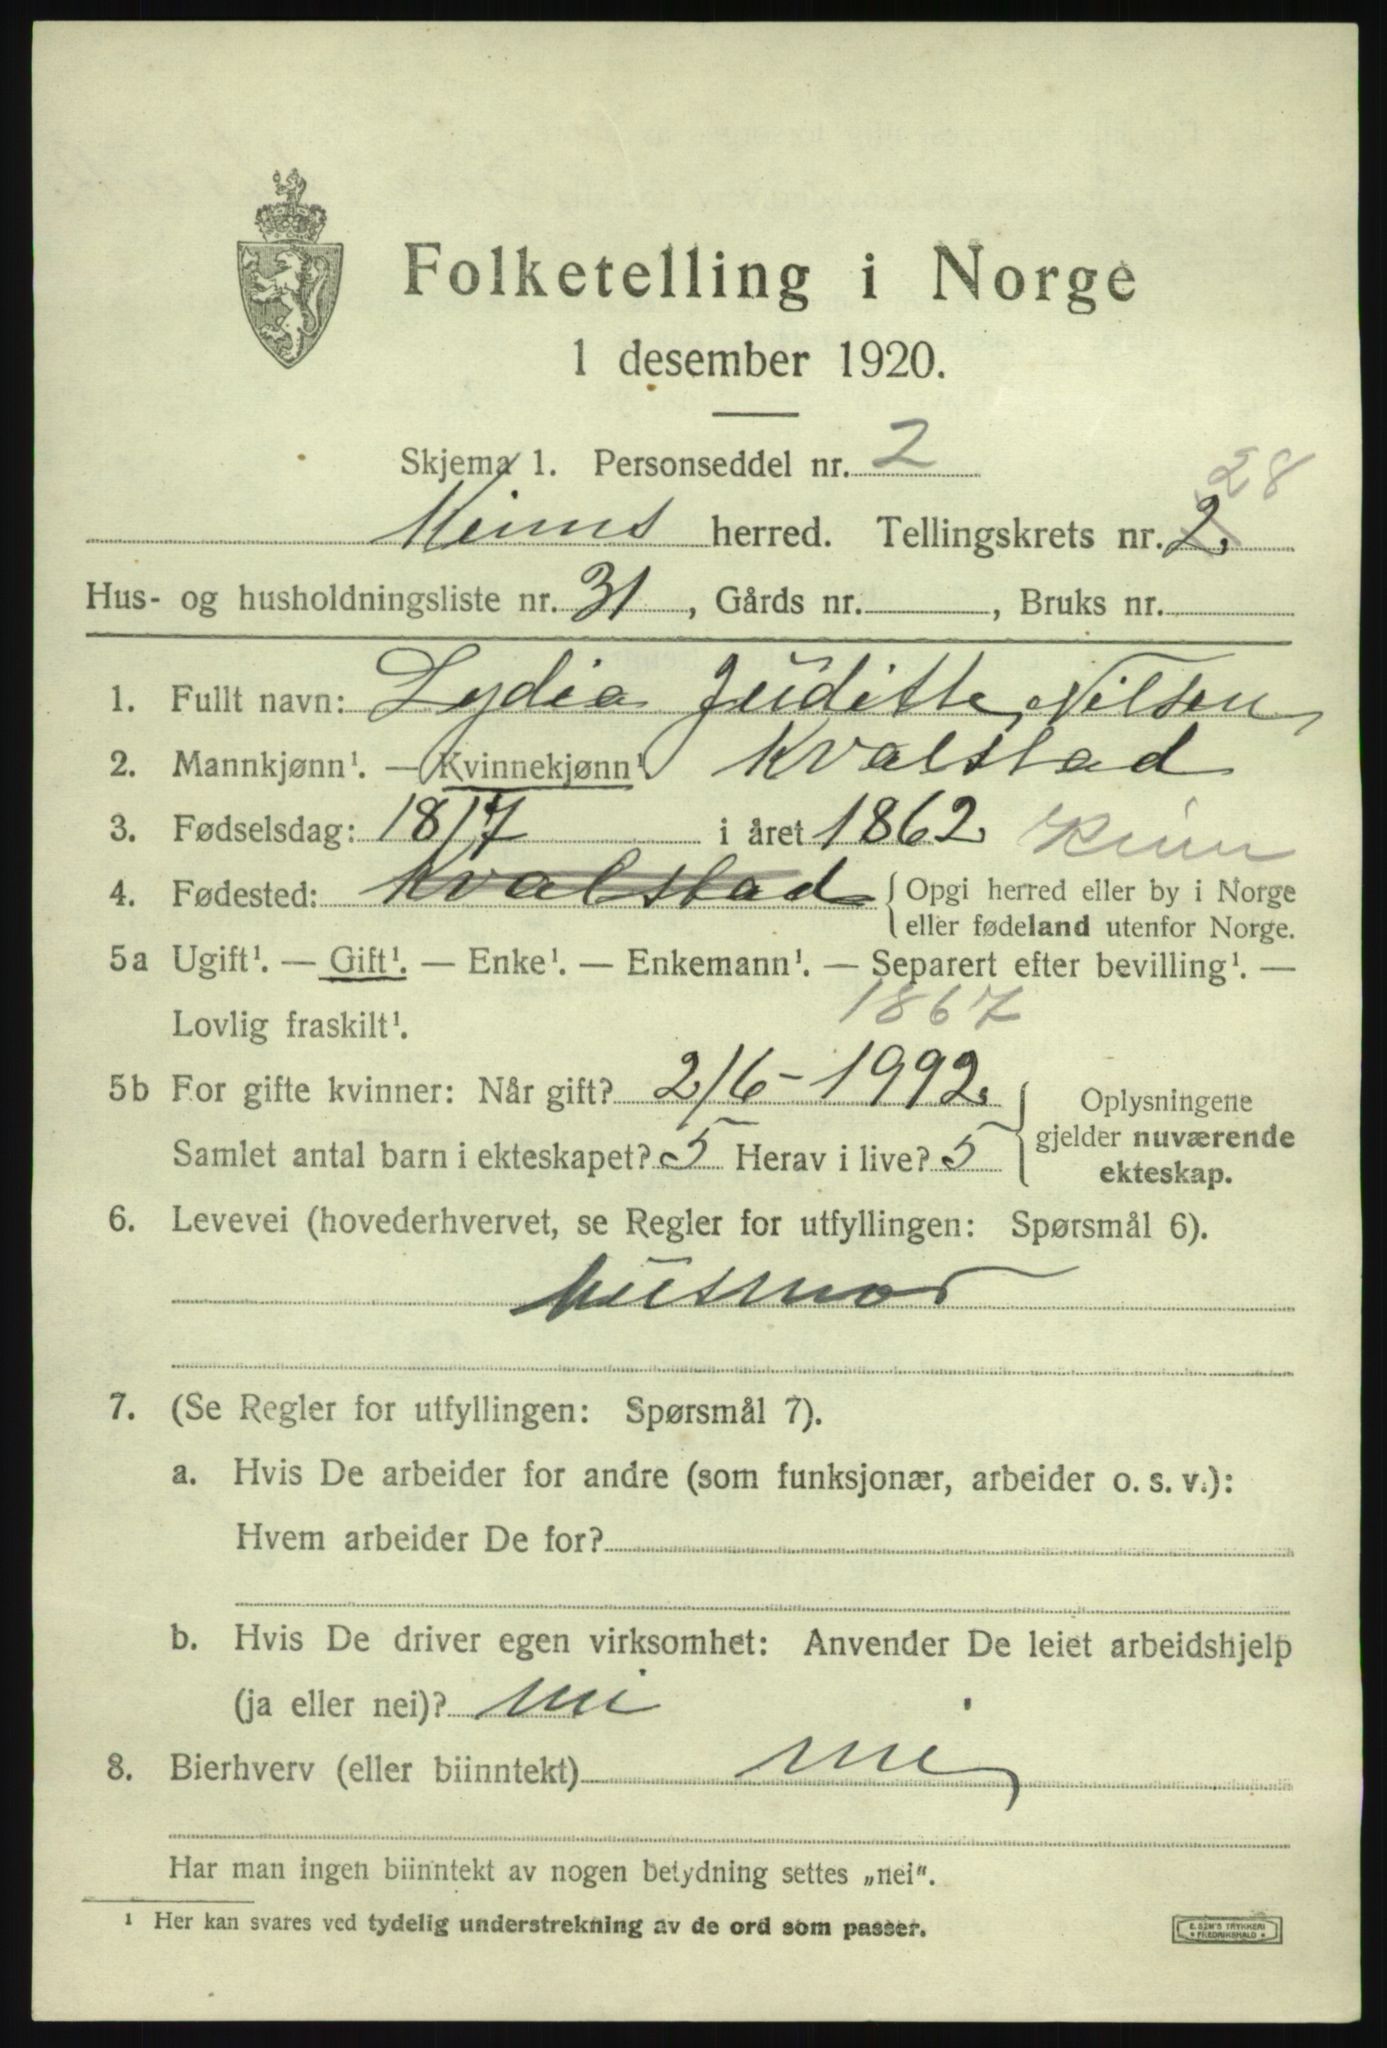 Folketelling i Norge
1 desember 1920.
Skjema 1. Personseddel nr. 2
28
herred. Tellingskrets nr. 2.
Hus- og husholdningsliste nr. 31, Gårds nr. , Bruks nr.
1. Fullt navn: Lydia Juditte Nilsen
2. Mannkjønn¹. — Kvinnekjønn¹. Kvalstad
3. Fødselsdag: 18/7 i året 1862.
4. Fødested: Kvalstad { Opgi herred eller by i Norge
eller fødeland utenfor Norge.
5a Ugift¹. — Gift¹. — Enke¹. — Enkemann¹. — Separert efter bevilling¹. —
Lovlig fraskilt¹. 1867
5b For gifte kvinner: Når gift? 2/6 - 1992. } Oplysningene
gjelder nuværende
ekteskap.
Samlet antal barn i ekteskapet? 5 Herav i live? 5
6. Levevei (hovederhvervet, se Regler for utfyllingen: Spørsmål 6).
husmor
7. (Se Regler for utfyllingen: Spørsmål 7).
a. Hvis De arbeider for andre (som funksjonær, arbeider o. s. v.):
Hvem arbeider De for?
b. Hvis De driver egen virksomhet: Anvender De leiet arbeidshjelp
(ja eller nei)? nei
8. Bierhverv (eller biinntekt) nei
Har man ingen biinntekt av nogen betydning settes „nei“.
¹ Her kan svares ved tydelig understrekning av de ord som passer.
E. SEM'S TRYKKERI
* FREDRIKSHALD *